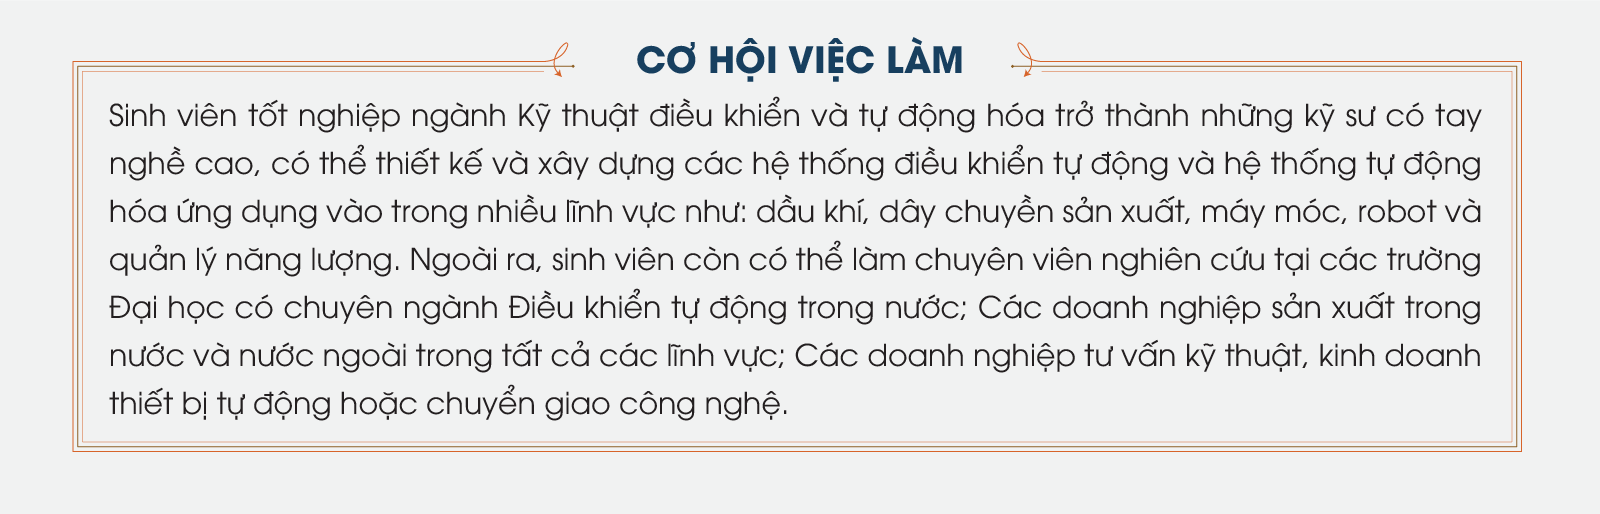 CƠ HỘI VIỆC LÀM
Sinh viên tốt nghiệp ngành Kỹ thuật điều khiển và tự động hóa trở thành những kỹ sư có tay
nghề cao, có thể thiết kế và xây dựng các hệ thống điều khiển tự động và hệ thống tự động
hóa ứng dụng vào trong nhiều lĩnh vực như: dầu khí, dây chuyền sản xuất, máy móc, robot và
quản lý năng lượng. Ngoài ra, sinh viên còn có thể làm chuyên viên nghiên cứu tại các trường
Đại học có chuyên ngành Điều khiển tự động trong nước; Các doanh nghiệp sản xuất trong
nước và nước ngoài trong tất cả các lĩnh vực; Các doanh nghiệp tư vấn kỹ thuật, kinh doanh
thiết bị tự động hoặc chuyển giao công nghệ.